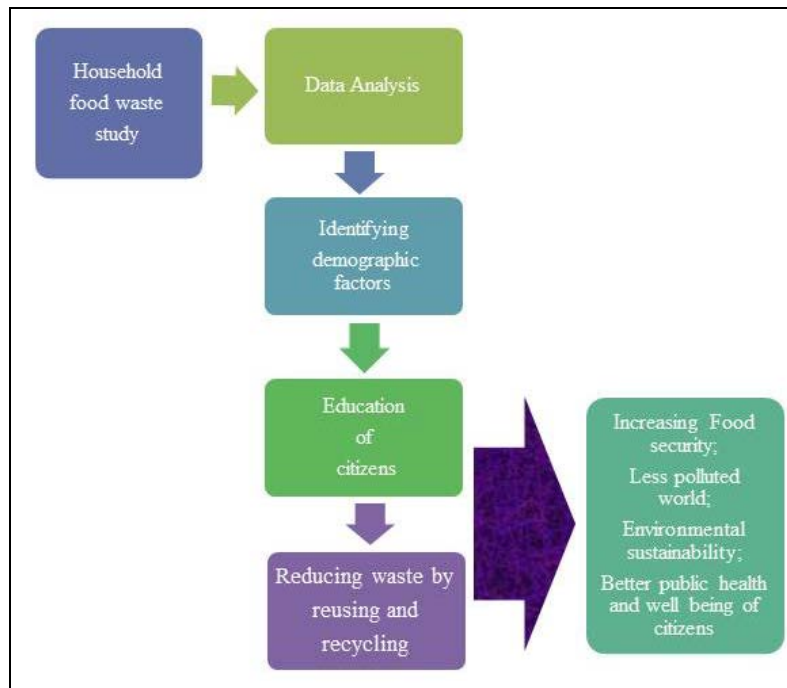 Household
food waste
study
Data Analysis
Identifying
demographic
factors
Education
of
citizens
Reducing waste by
reusing and
recycling
Increasing Food
security;
Less polluted
world;
Environmental
sustainability;
Better public health
and well being of
citizens